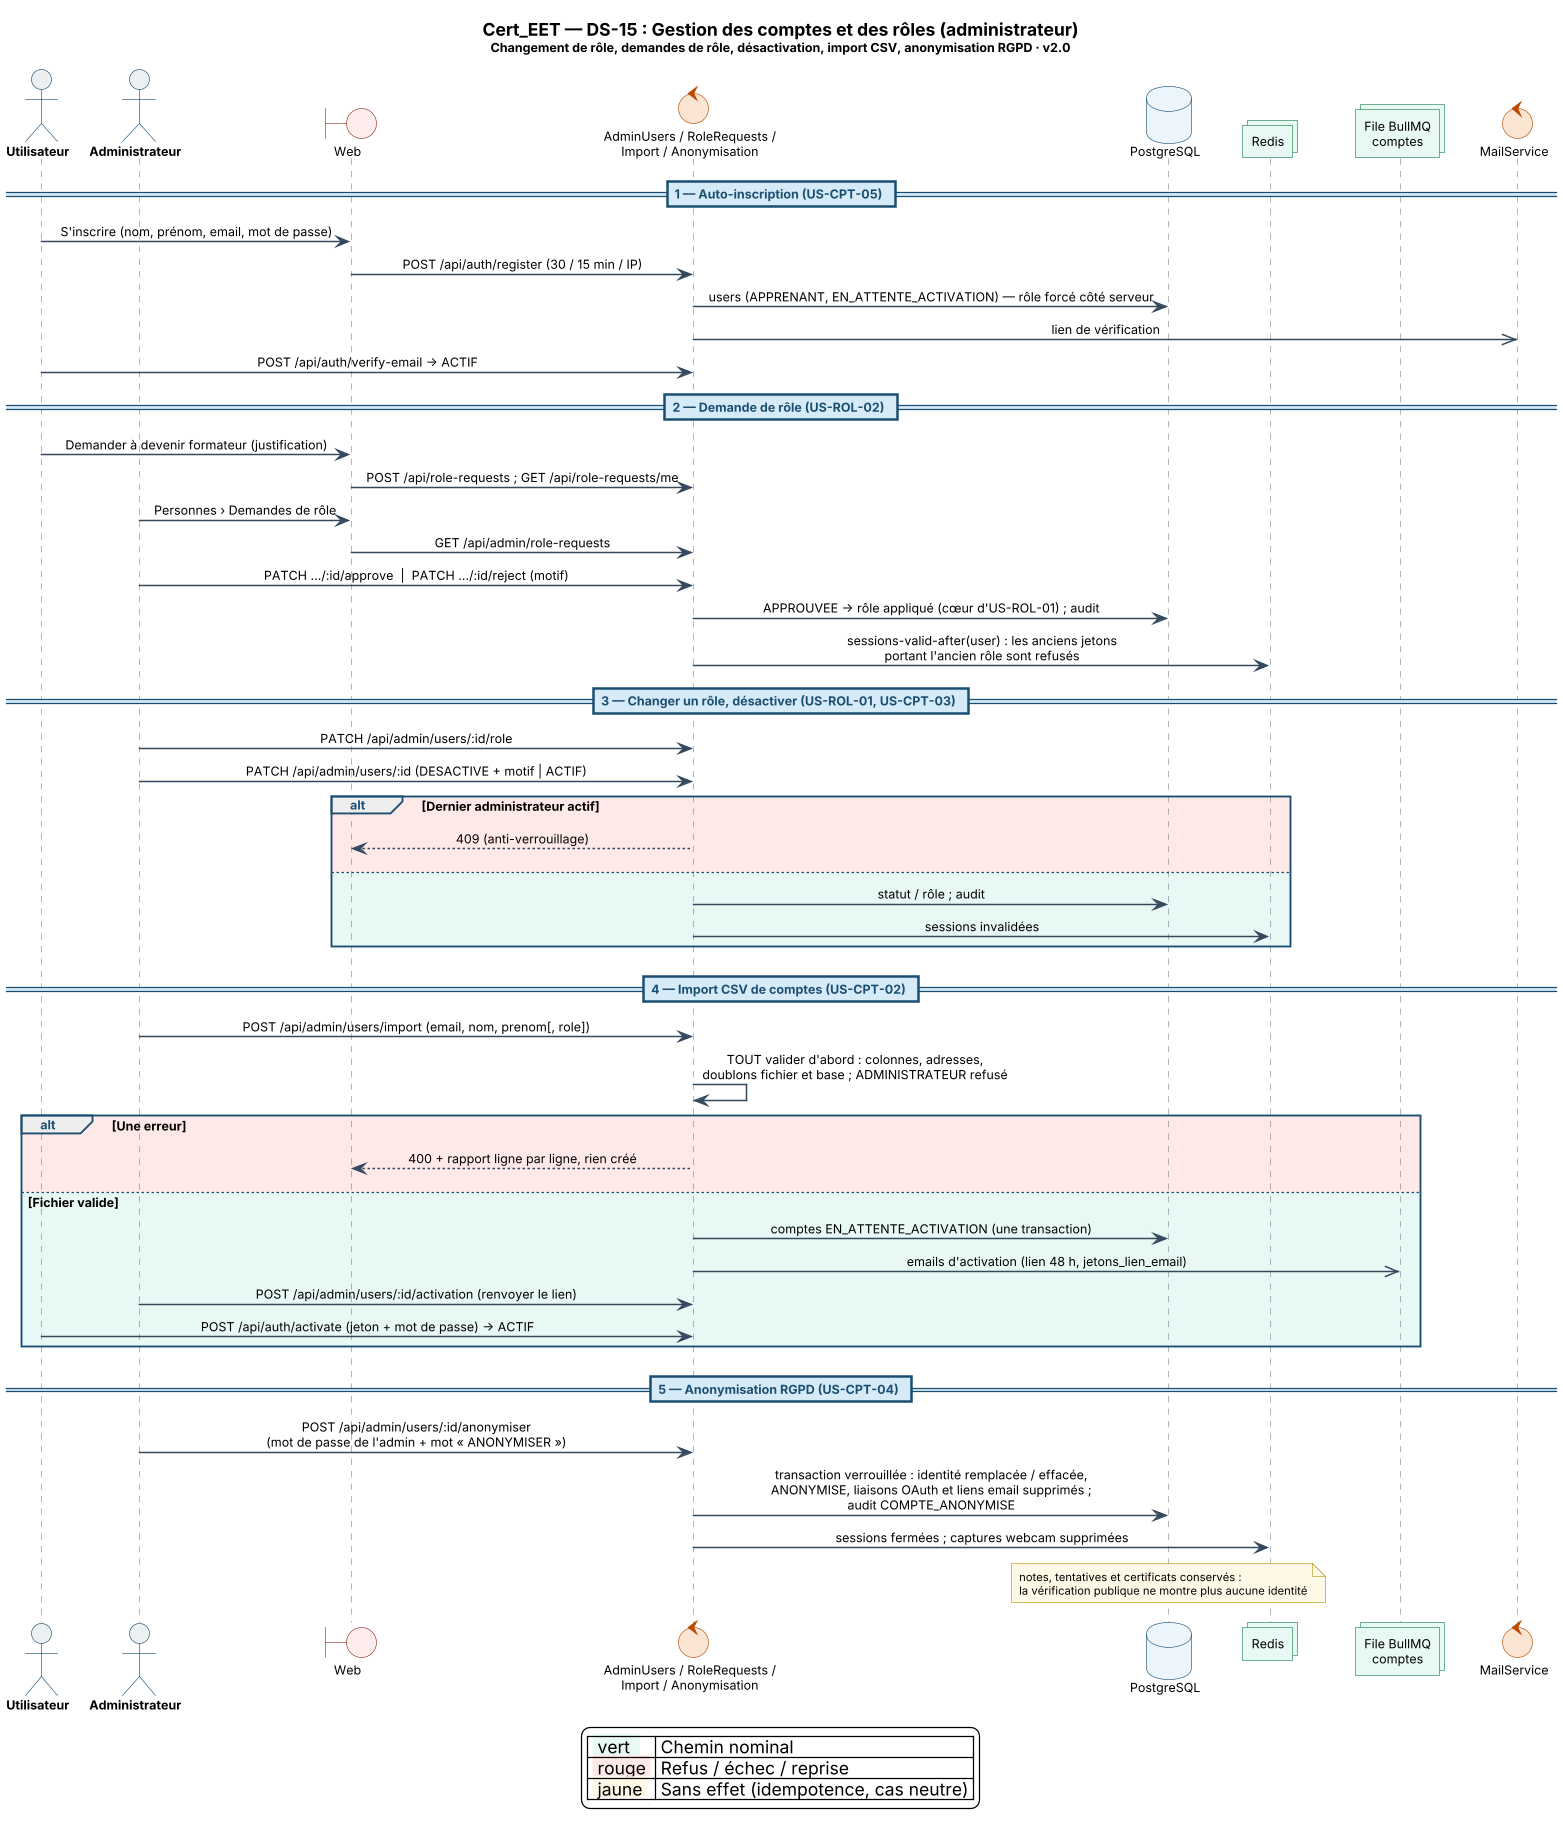 Cert_EET — DS-15 : Gestion des comptes et des rôles (administrateur)
Changement de rôle, demandes de rôle, désactivation, import CSV, anonymisation RGPD · v2.0
Utilisateur
Administrateur
Web
AdminUsers / RoleRequests /
Import / Anonymisation
PostgreSQL
Redis
File BullMQ
comptes
MailService
1 — Auto-inscription (US-CPT-05)
S'inscrire (nom, prénom, email, mot de passe)
POST /api/auth/register (30 / 15 min / IP)
users (APPRENANT, EN_ATTENTE_ACTIVATION) — rôle forcé côté serveur
lien de vérification
POST /api/auth/verify-email → ACTIF
2 — Demande de rôle (US-ROL-02)
Demander à devenir formateur (justification)
POST /api/role-requests ; GET /api/role-requests/me
Personnes › Demandes de rôle
GET /api/admin/role-requests
PATCH .../:id/approve | PATCH .../:id/reject (motif)
APPROUVEE → rôle appliqué (cœur d'US-ROL-01) ; audit
sessions-valid-after(user) : les anciens jetons
portant l'ancien rôle sont refusés
3 — Changer un rôle, désactiver (US-ROL-01, US-CPT-03)
PATCH /api/admin/users/:id/role
PATCH /api/admin/users/:id (DESACTIVE + motif | ACTIF)
alt [Dernier administrateur actif]
409 (anti-verrouillage)
statut / rôle ; audit
sessions invalidées
4 — Import CSV de comptes (US-CPT-02)
POST /api/admin/users/import (email, nom, prenom[, role])
TOUT valider d'abord : colonnes, adresses,
doublons fichier et base ; ADMINISTRATEUR refusé
alt [Une erreur]
400 + rapport ligne par ligne, rien créé
[Fichier valide]
comptes EN_ATTENTE_ACTIVATION (une transaction)
emails d'activation (lien 48 h, jetons_lien_email)
POST /api/admin/users/:id/activation (renvoyer le lien)
POST /api/auth/activate (jeton + mot de passe) → ACTIF
5 — Anonymisation RGPD (US-CPT-04)
POST /api/admin/users/:id/anonymiser
(mot de passe de l'admin + mot « ANONYMISER »)
transaction verrouillée : identité remplacée / effacée,
ANONYMISE, liaisons OAuth et liens email supprimés ;
audit COMPTE_ANONYMISE
sessions fermées ; captures webcam supprimées
notes, tentatives et certificats conservés :
la vérification publique ne montre plus aucune identité
Utilisateur
Administrateur
Web
AdminUsers / RoleRequests /
Import / Anonymisation
PostgreSQL
Redis
File BullMQ
comptes
MailService
vert Chemin nominal
rouge Refus / échec / reprise
jaune Sans effet (idempotence, cas neutre)